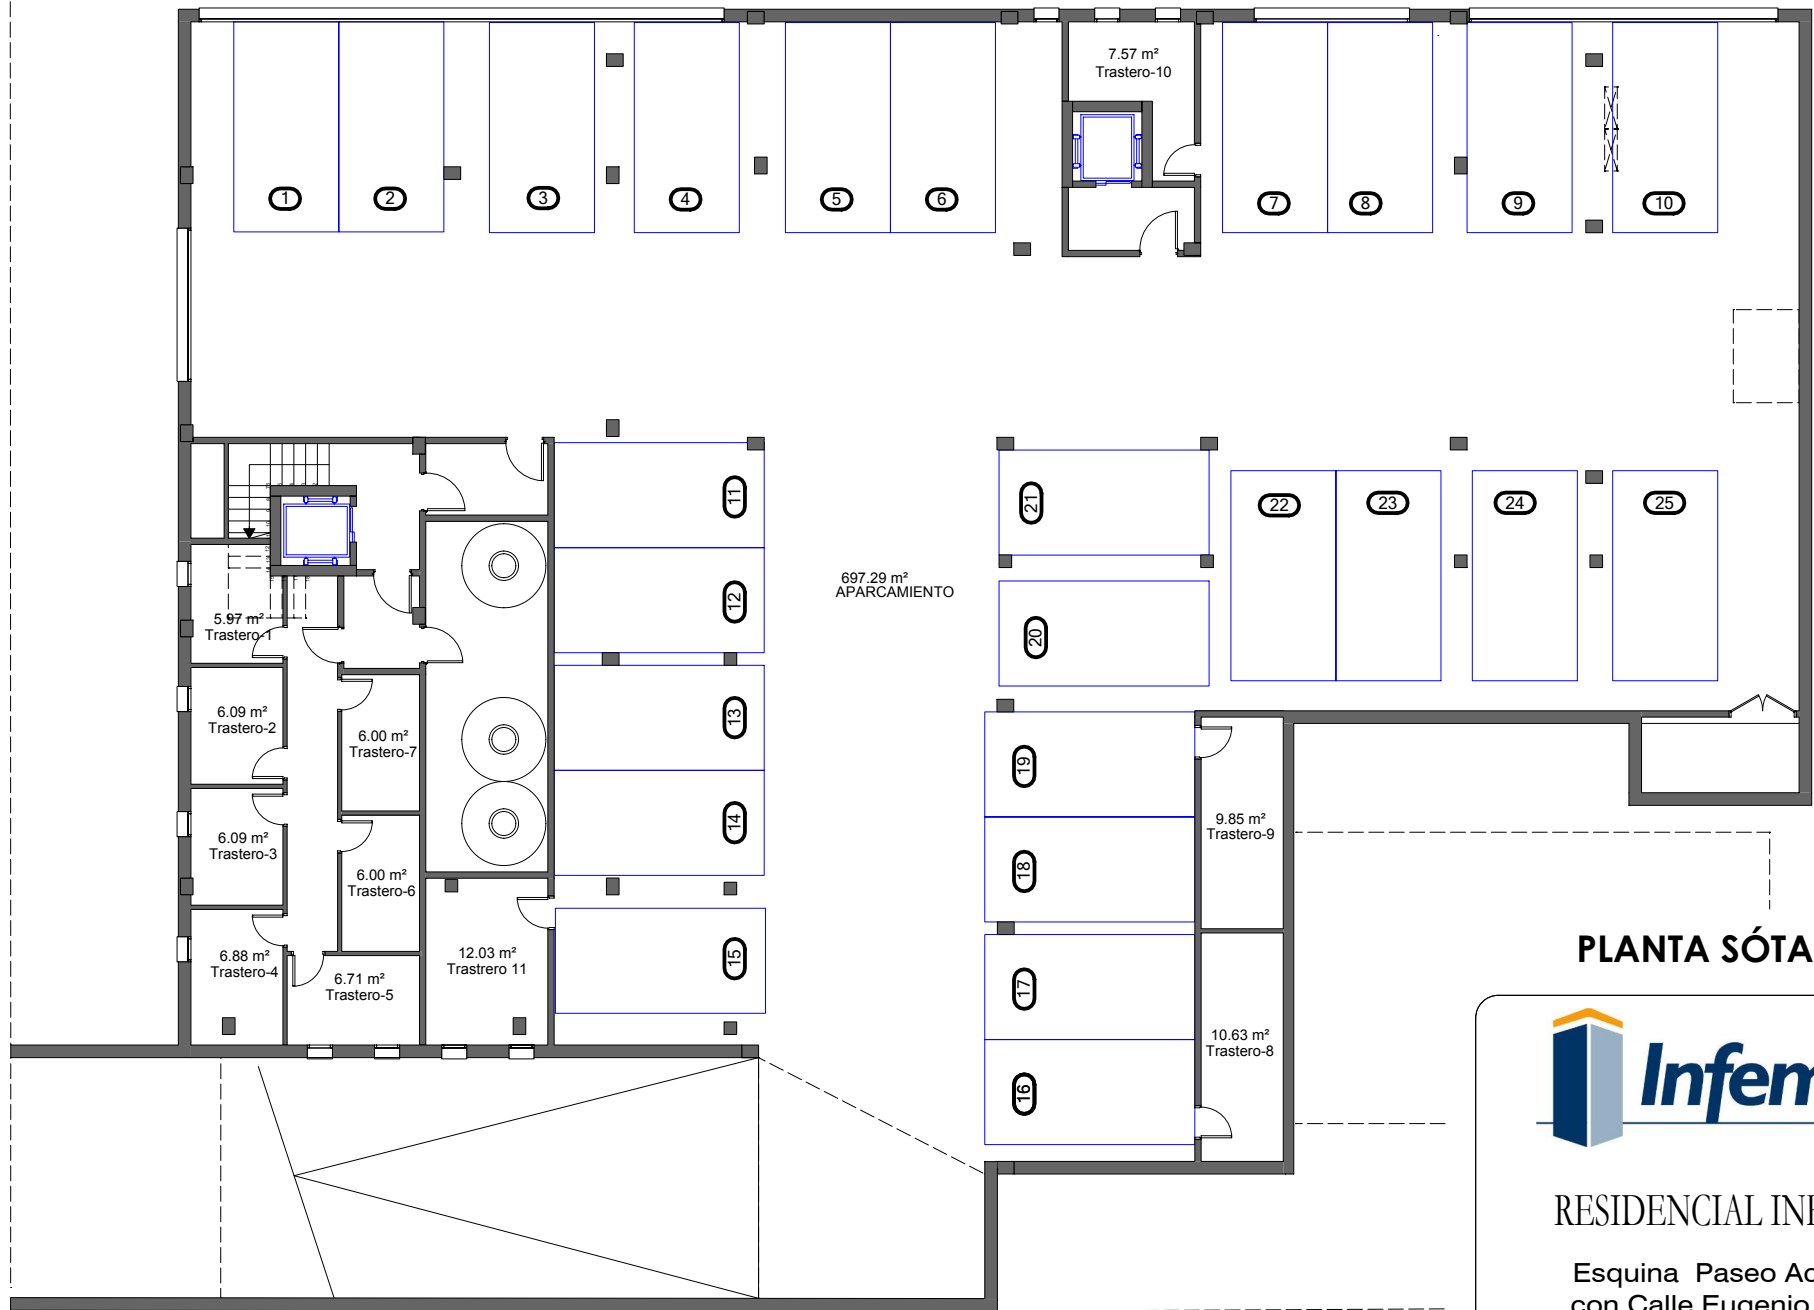 7.57 m²
Trastero-10
1
2
3
4
5
6
7
8
9
10
11
12
13
14
15
21
20
19
18
17
16
22
23
24
25
697.29 m²
APARCAMIENTO
5.97 m²
Trastero-1
6.09 m²
Trastero-2
6.00 m²
Trastero-7
6.09 m²
Trastero-3
6.00 m²
Trastero-6
6.88 m²
Trastero-4
6.71 m²
Trastero-5
12.03 m²
Trastrero 11
9.85 m²
Trastero-9
10.63 m²
Trastero-8
PLANTA SÓTA
Infem
RESIDENCIAL
Esquina Paseo
con Calle Eugenio